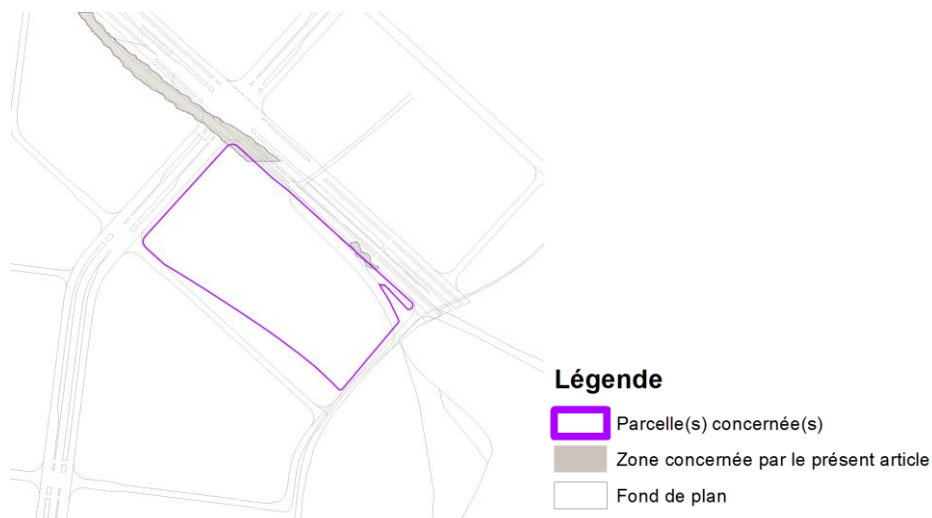 Légende
Parcelle(s) concernée(s)
Zone concernée par le présent article
Fond de plan